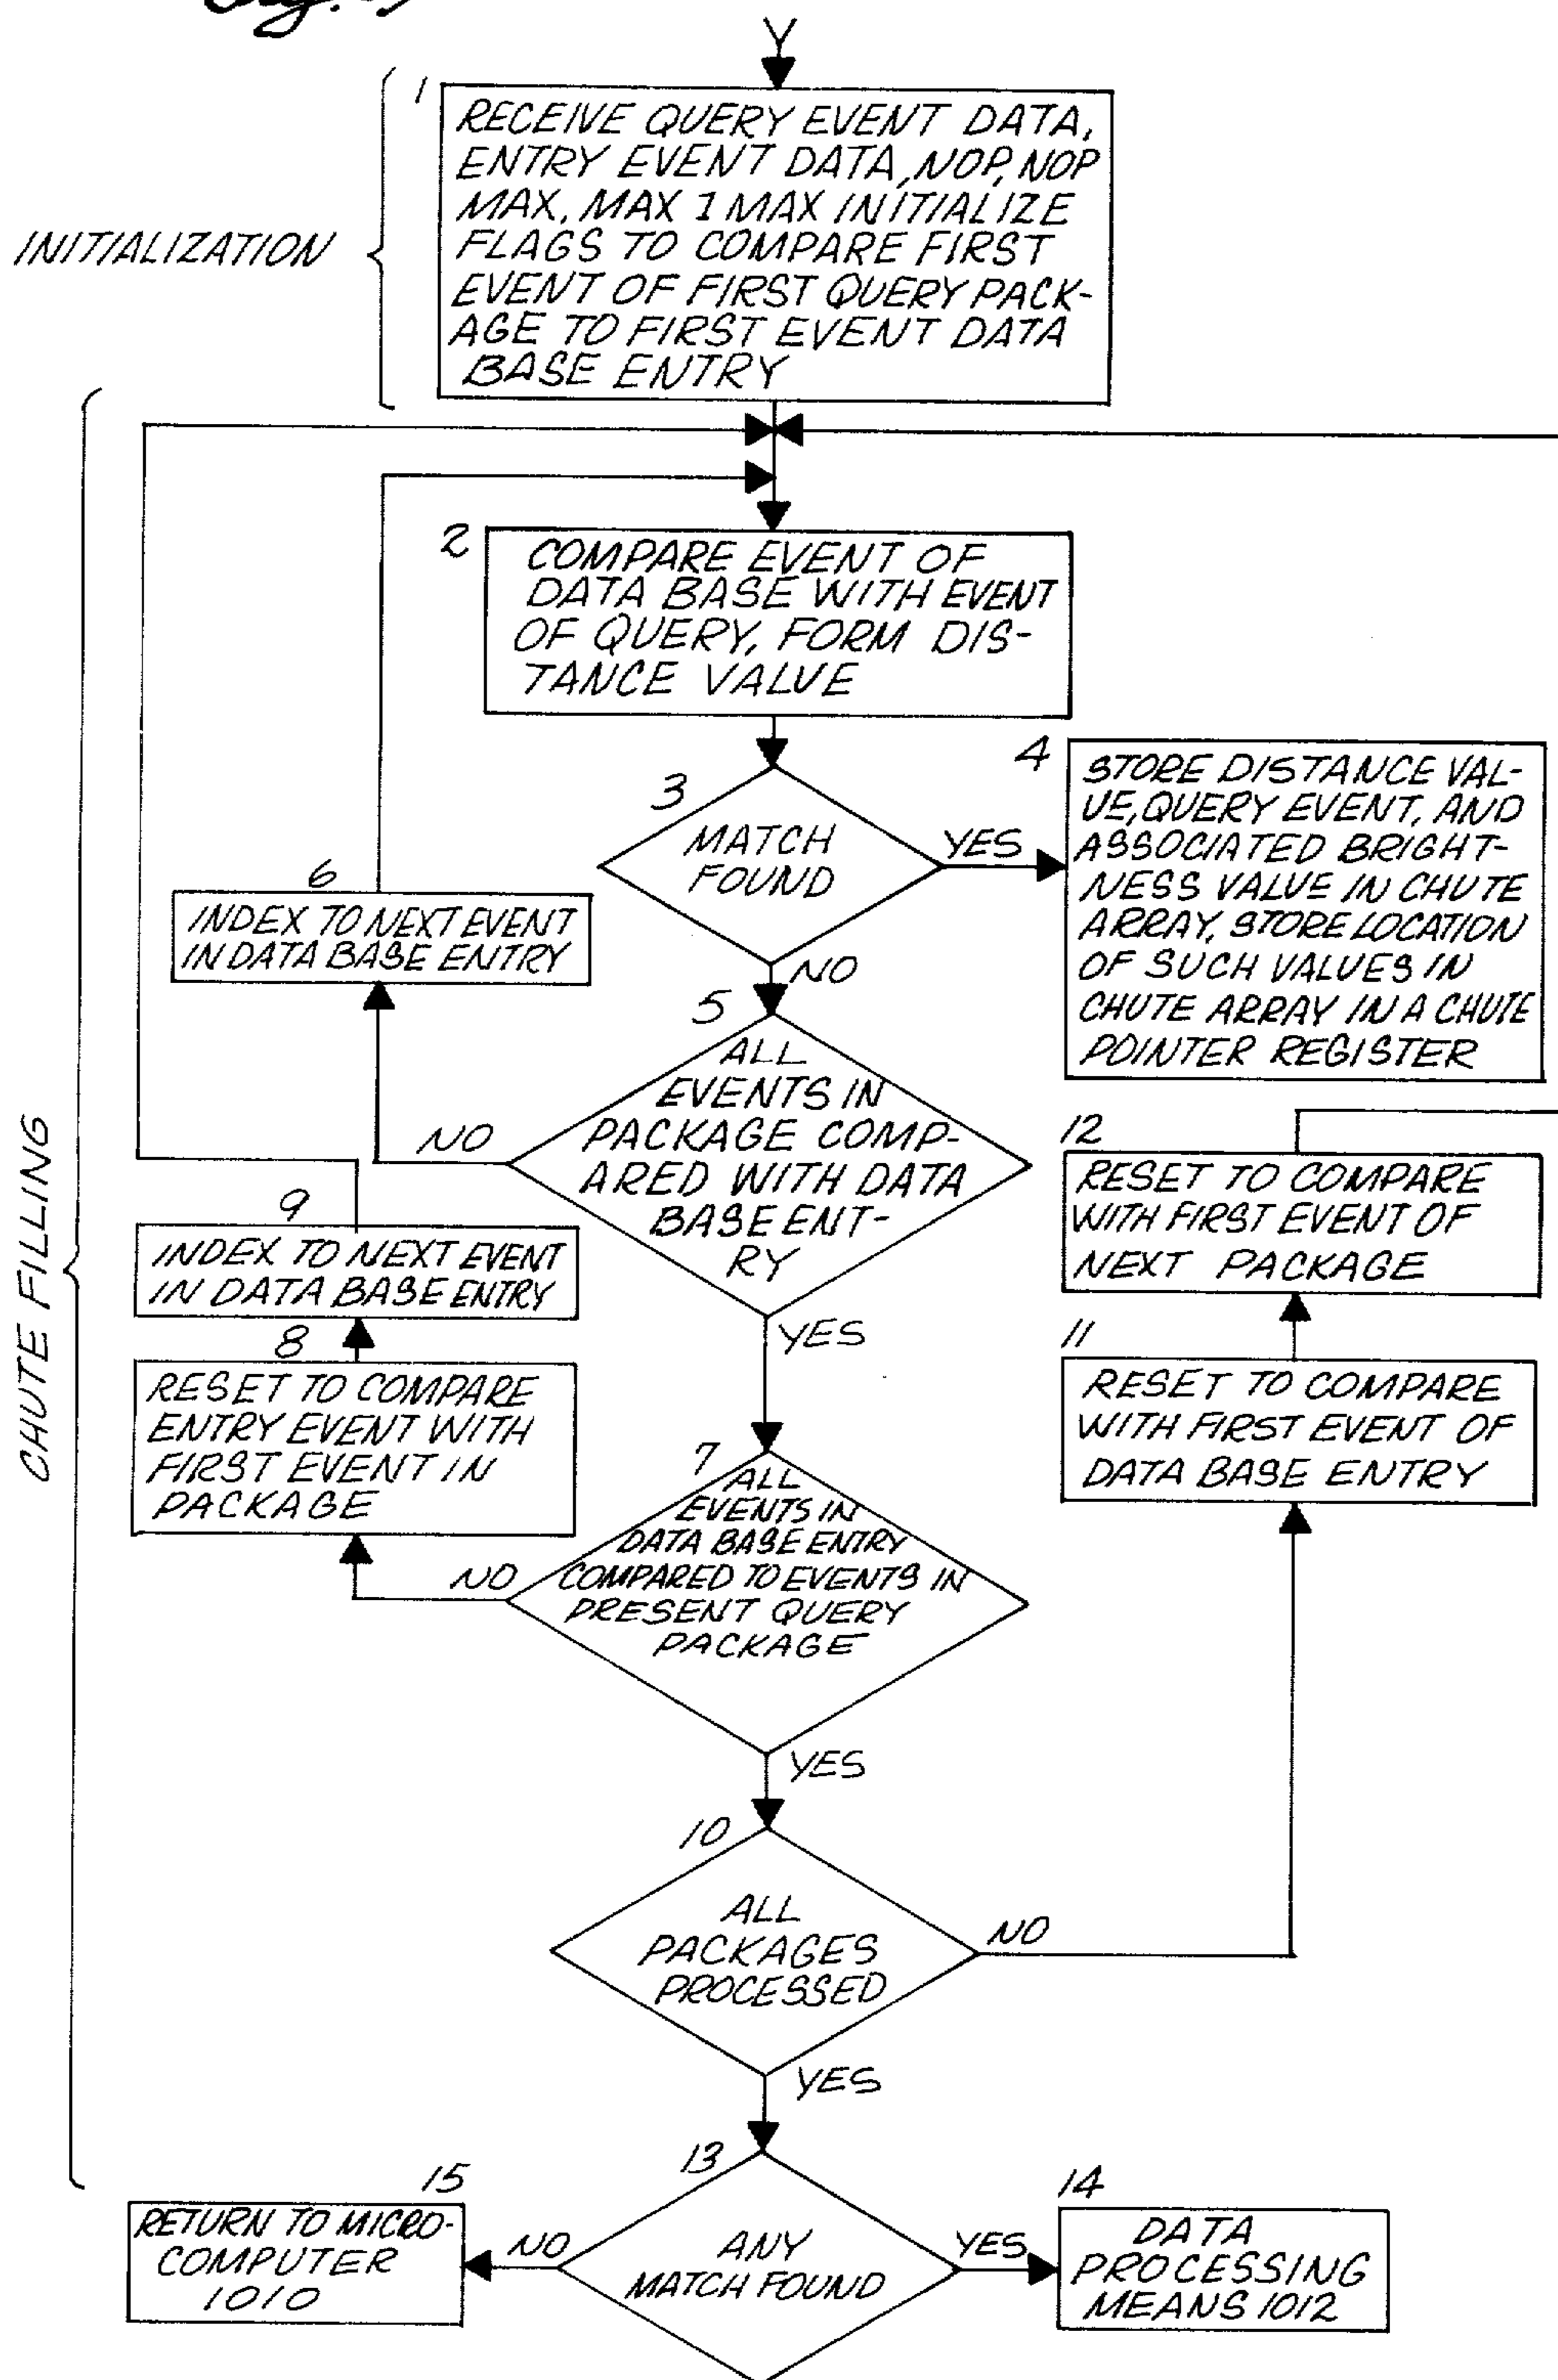 Y
1
RECEIVE QUERY EVENT DATA,
ENTRY EVENT DATA, NOP, NOP
MAX, MAX 1 MAX INITIALIZE
FLAGS TO COMPARE FIRST
EVENT OF FIRST QUERY PACK-
AGE TO FIRST EVENT DATA
BASE ENTRY
INITIALIZATION
2
COMPARE EVENT OF
DATA BASE WITH EVENT
OF QUERY, FORM DIS-
TANCE VALUE
3
MATCH
FOUND
YES
NO
4
STORE DISTANCE VAL-
UE, QUERY EVENT, AND
ASSOCIATED BRIGHT-
NESS VALUE IN CHUTE
ARRAY, STORE LOCATION
OF SUCH VALUES IN
CHUTE ARRAY IN A CHUTE
POINTER REGISTER
6
INDEX TO NEXT EVENT
IN DATA BASE ENTRY
5
ALL
EVENTS IN
PACKAGE COMP-
ARED WITH DATA
BASE ENT-
RY
NO
YES
CHUTE FILLING
9
INDEX TO NEXT EVENT
IN DATA BASE ENTRY
8
RESET TO COMPARE
ENTRY EVENT WITH
FIRST EVENT IN
PACKAGE
12
RESET TO COMPARE
WITH FIRST EVENT OF
NEXT PACKAGE
11
RESET TO COMPARE
WITH FIRST EVENT OF
DATA BASE ENTRY
7
ALL
EVENTS IN
DATA BASE ENTRY
COMPARED TO EVENTS IN
PRESENT QUERY
PACKAGE
NO
YES
10
ALL
PACKAGES
PROCESSED
NO
YES
13
ANY
MATCH FOUND
NO
YES
15
RETURN TO MICRO-
COMPUTER
1010
14
DATA
PROCESSING
MEANS 1012